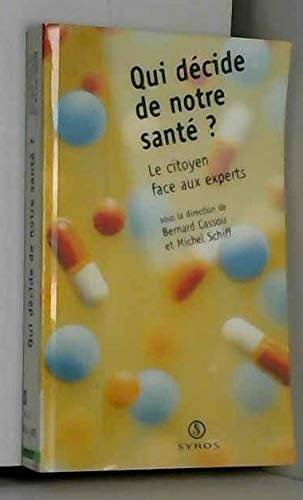 Qui décide
de notre
santé ?
Le citoyen
face aux experts
sous la direction de
Bernard Cassou
et Michel Schiff
S
SYROS
Qui décide de notre santé ?